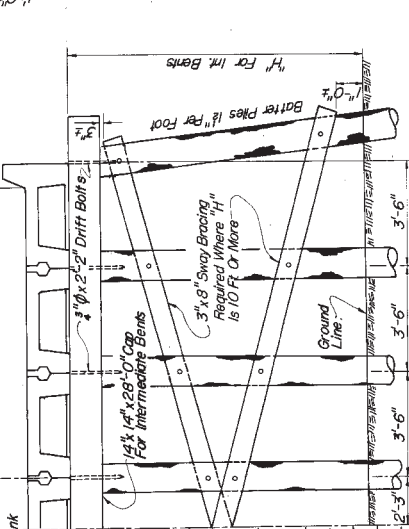 "H" For Int. Bents
1'-0"±
Batter Piles 1½" Per Foot
3"±
¾"Φ x 2'-2" Drift Bolts
3"x 8" Sway Bracing
Required Where "H"
Is 10 Ft Or More
14"x 14"x 28'-0" Cap
For Intermediate Bents
Ground
Line
3'-6"
3'-6"
3'-6"
2'-3"
nk